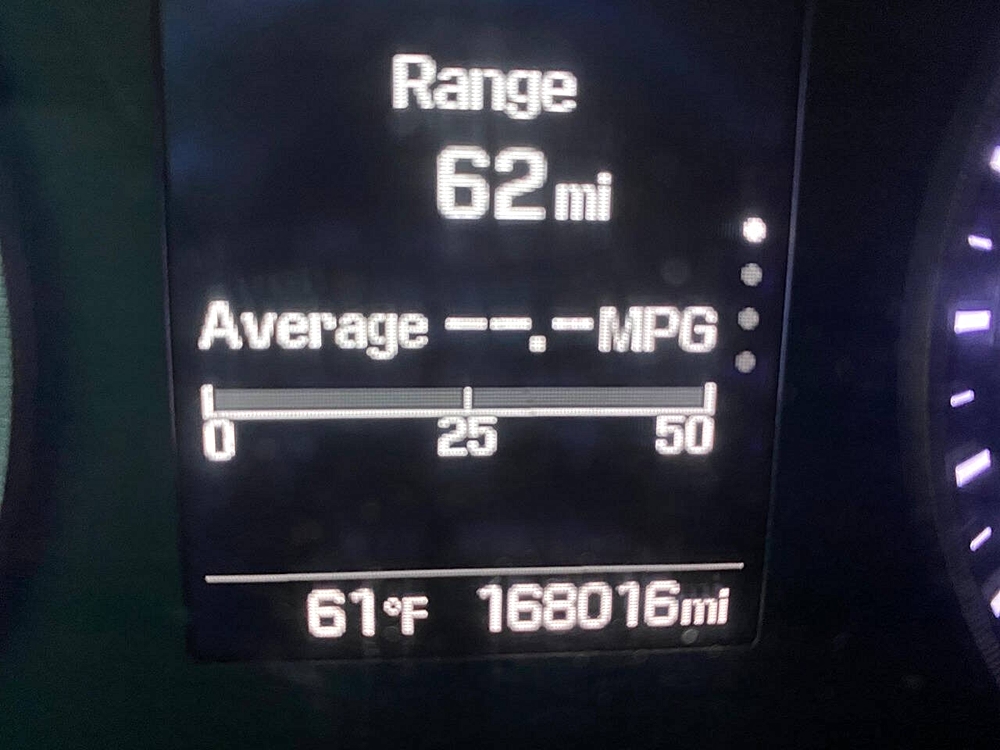 Range
62 mi
Average --.- MPG
0 25 50
61°F 168016mi